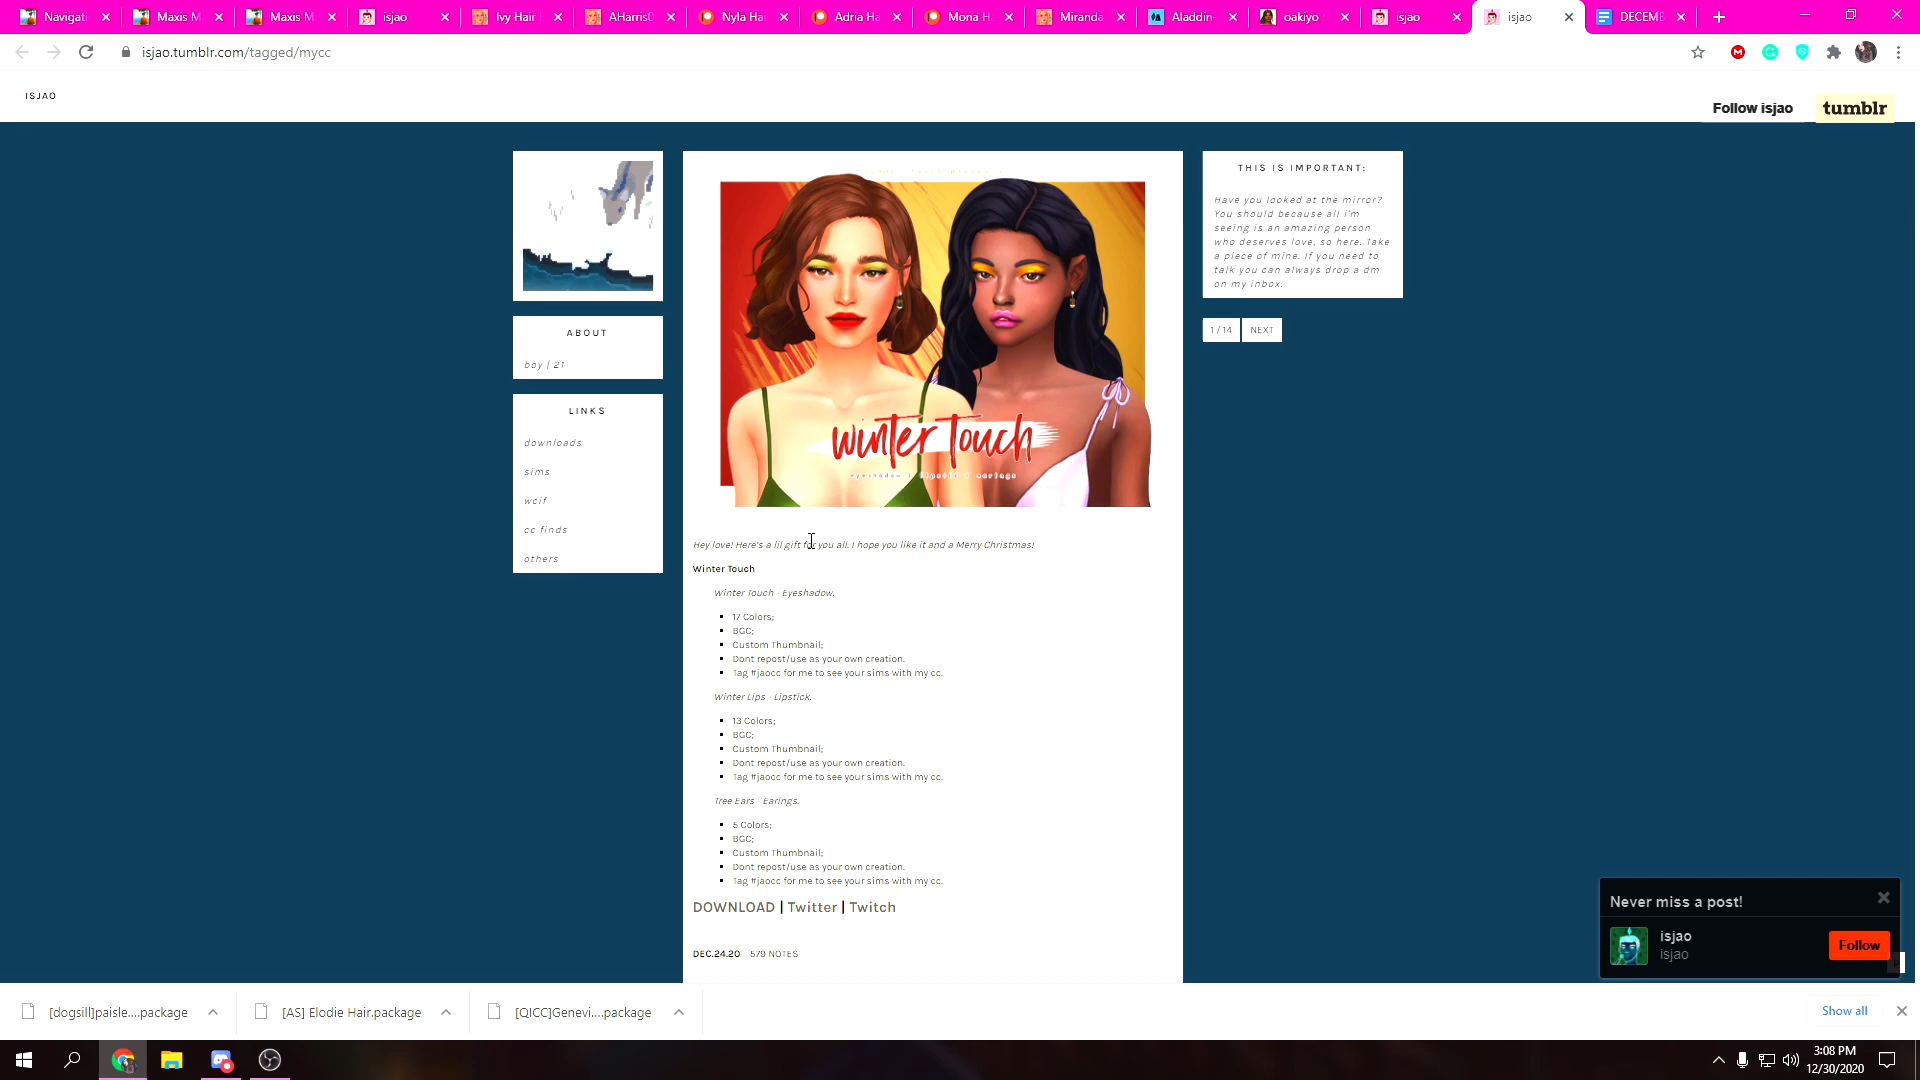 Navigati
Maxis M
Maxis M
isjao
Ivy Hair
AHarris0
Nyla Hai
Adria Ha
Mona H
Miranda
Aladdin
oakiyo
isjao
isjao
DECEMB
isjao.tumblr.com/tagged/mycc
ISJAO
Follow isjao
tumblr
ABOUT
boy | 21
LINKS
downloads
sims
wcif
cc finds
others
winter Touch
eyeshadow | lipstick & earings
Hey love! Here's a lil gift for you all. I hope you like it and a Merry Christmas!
Winter Touch
Winter Touch - Eyeshadow.
17 Colors;
BGC;
Custom Thumbnail;
Dont repost/use as your own creation.
Tag #jaocc for me to see your sims with my cc.
Winter Lips - Lipstick.
13 Colors;
BGC;
Custom Thumbnail;
Dont repost/use as your own creation.
Tag #jaocc for me to see your sims with my cc.
Tree Ears - Earings.
5 Colors;
BGC;
Custom Thumbnail;
Dont repost/use as your own creation.
Tag #jaocc for me to see your sims with my cc.
DOWNLOAD | Twitter | Twitch
DEC.24.20 579 NOTES
THIS IS IMPORTANT:
Have you looked at the mirror?
You should because all i'm
seeing is an amazing person
who deserves love, so here. Take
a piece of mine. If you need to
talk you can always drop a dm
on my inbox.
1 / 14 NEXT
Never miss a post!
isjao
isjao
Follow
[dogsill]paisle....package
[AS] Elodie Hair.package
[QICC]Genevi....package
Show all
3:08 PM
12/30/2020